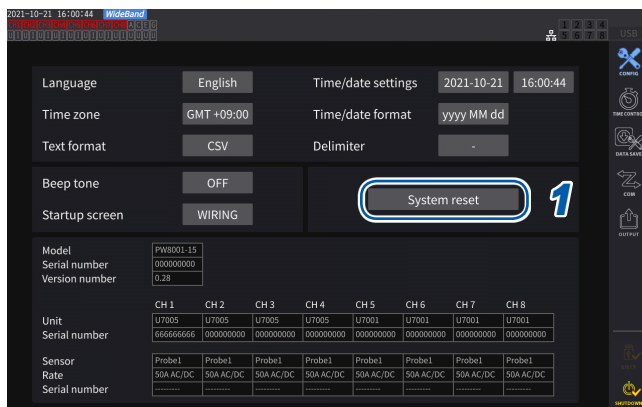 2021-10-21 16:00:44 WideBand
1 2 3 4
5 6 7 8
USB
Language English Time/date settings 2021-10-21 16:00:44
CONFIG
Time zone GMT +09:00 Time/date format yyyy MM dd
TIME CONTROL
Text format CSV Delimiter -
DATA SAVE
Beep tone OFF
System reset 1
COM
Startup screen WIRING
OUTPUT
Model PW8001-15
Serial number 000000000
Version number 0.28
CH 1 CH 2 CH 3 CH 4 CH 5 CH 6 CH 7 CH 8
Unit U7005 U7005 U7005 U7005 U7001 U7001 U7001 U7001
Serial number 666666666 000000000 000000000 000000000 000000000 000000000 000000000 000000000
Sensor Probe1 Probe1 Probe1 Probe1 Probe1 Probe1 Probe1 Probe1
Rate 50A AC/DC 50A AC/DC 50A AC/DC 50A AC/DC 50A AC/DC 50A AC/DC 50A AC/DC 50A AC/DC
Serial number --------- --------- --------- --------- --------- --------- --------- ---------
SHUTDOWN